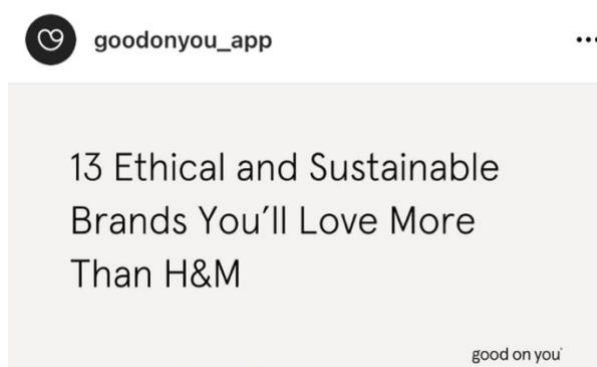 goodonyou_app
13 Ethical and Sustainable
Brands You’ll Love More
Than H&M
good on you